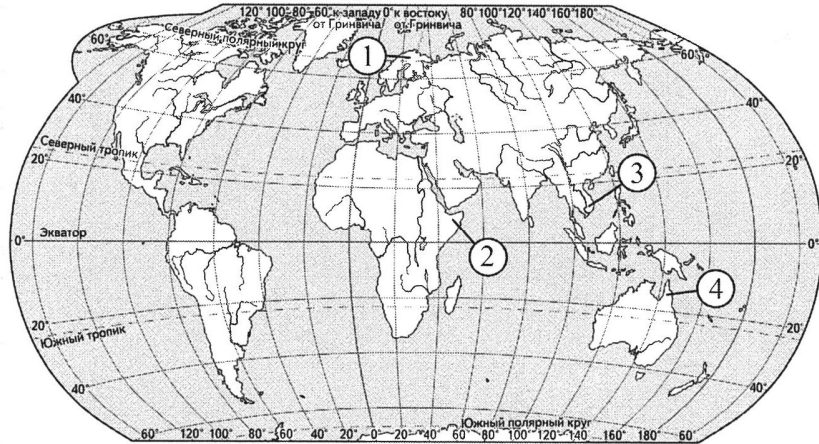 120° 100° 80° 60° к западу 0° к востоку 80° 100° 120° 140° 180°
от Гринвича от Гринвича
60° Северный полярный круг 60°
1
40° 40°
Северный тропик
20° 20°
3
Экватор
0° 2 0°
4
20° 20°
Южный тропик
40° 40°
Южный полярный круг
60° 120° 100° 80° 60° 40° 20° 0° 20° 40° 60° 80° 100° 120° 140° 160° 180° 60°